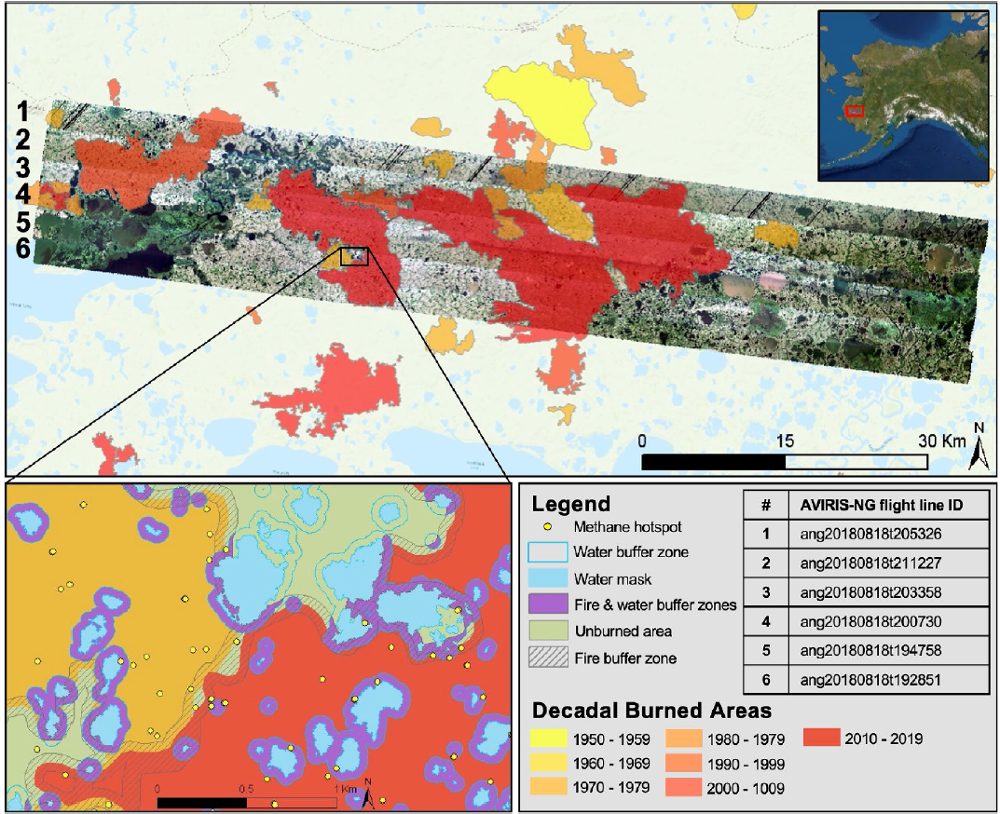 1
2
3
4
5
6
0 15 30 Km
N
0 0.5 1 Km
N
Legend
Methane hotspot
Water buffer zone
Water mask
Fire & water buffer zones
Unburned area
Fire buffer zone
# AVIRIS-NG flight line ID
1 ang20180818t205326
2 ang20180818t211227
3 ang20180818t203358
4 ang20180818t200730
5 ang20180818t194758
6 ang20180818t192851
Decadal Burned Areas
1950 - 1959
1960 - 1969
1970 - 1979
1980 - 1979
1990 - 1999
2000 - 1009
2010 - 2019